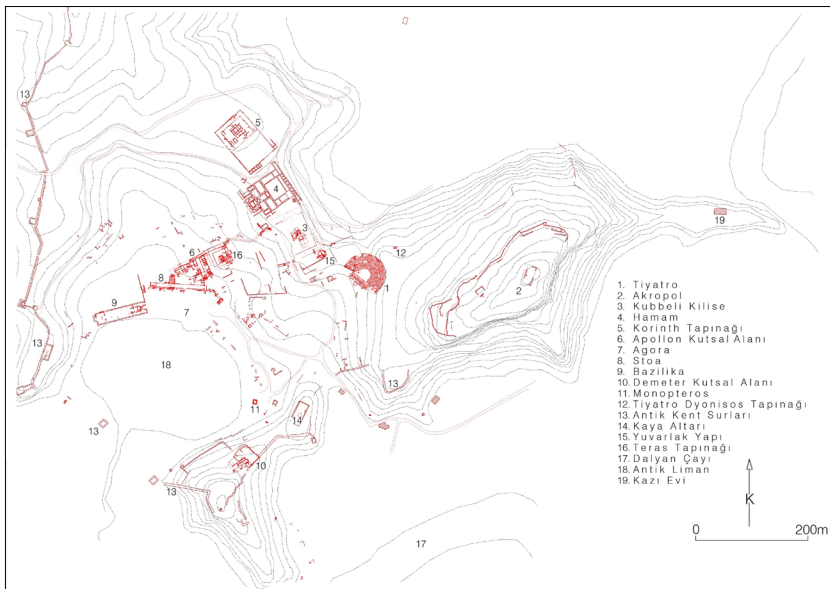 13
5
4
3
12
19
6
16
15
1
8
2
9
7
13
18
13
11
14
13
10
13
17
1. Tiyatro
2. Akropol
3. Kubbeli Kilise
4. Hamam
5. Korinth Tapınağı
6. Apollon Kutsal Alanı
7. Agora
8. Stoa
9. Bazilika
10. Demeter Kutsal Alanı
11. Monopteros
12. Tiyatro Dyonisos Tapınağı
13. Antik Kent Surları
14. Kaya Altarı
15. Yuvarlak Yapı
16. Teras Tapınağı
17. Dalyan Çayı
18. Antik Liman
19. Kazı Evi
K
0 200m